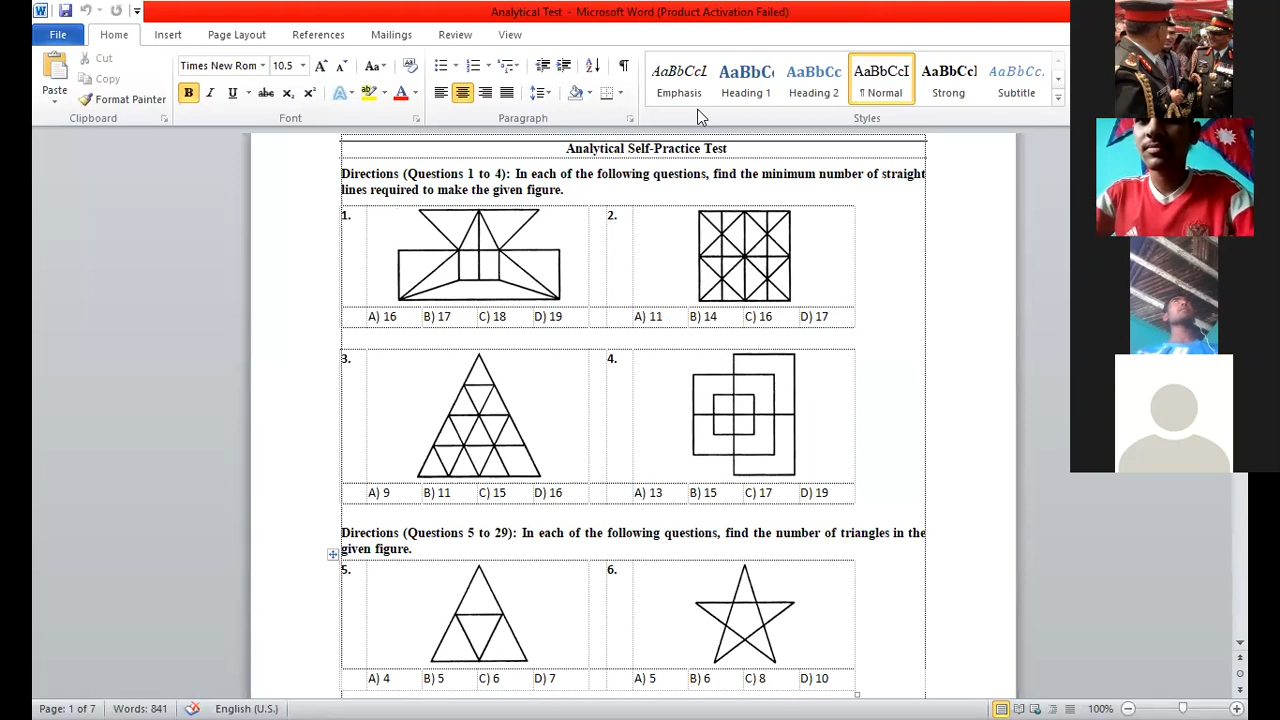 Analytical Test - Microsoft Word (Product Activation Failed)
File Home Insert Page Layout References Mailings Review View
Cut
Copy
Format Painter
Paste
Clipboard
Times New Rom 10.5
Font
Paragraph
AaBbCcI AaBbCc AaBbCc AaBbCcI AaBbCcl AaBbCc.
Emphasis Heading 1 Heading 2 ¶ Normal Strong Subtitle
Styles
Analytical Self-Practice Test
Directions (Questions 1 to 4): In each of the following questions, find the minimum number of straight
lines required to make the given figure.
1. 2.
A) 16 B) 17 C) 18 D) 19 A) 11 B) 14 C) 16 D) 17
3. 4.
A) 9 B) 11 C) 15 D) 16 A) 13 B) 15 C) 17 D) 19
Directions (Questions 5 to 29): In each of the following questions, find the number of triangles in the
given figure.
5. 6.
A) 4 B) 5 C) 6 D) 7 A) 5 B) 6 C) 8 D) 10
Page: 1 of 7 Words: 841 English (U.S.) 100%